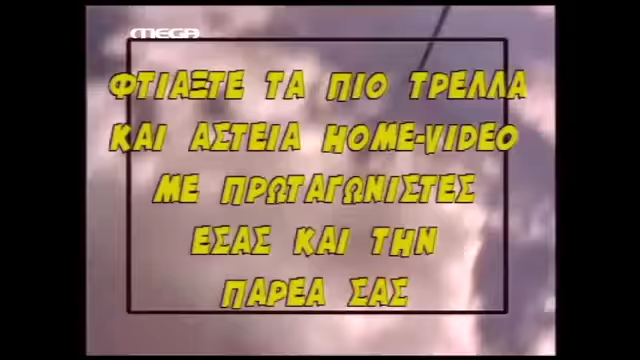 MEGA
ΦΤΙΑΞΤΕ ΤΑ ΠΙΟ ΤΡΕΛΛΑ
ΚΑΙ ΑΣΤΕΙΑ HOME-VIDEO
ΜΕ ΠΡΩΤΑΓΩΝΙΣΤΕΣ
ΕΣΑΣ ΚΑΙ ΤΗΝ
ΠΑΡΕΑ ΣΑΣ